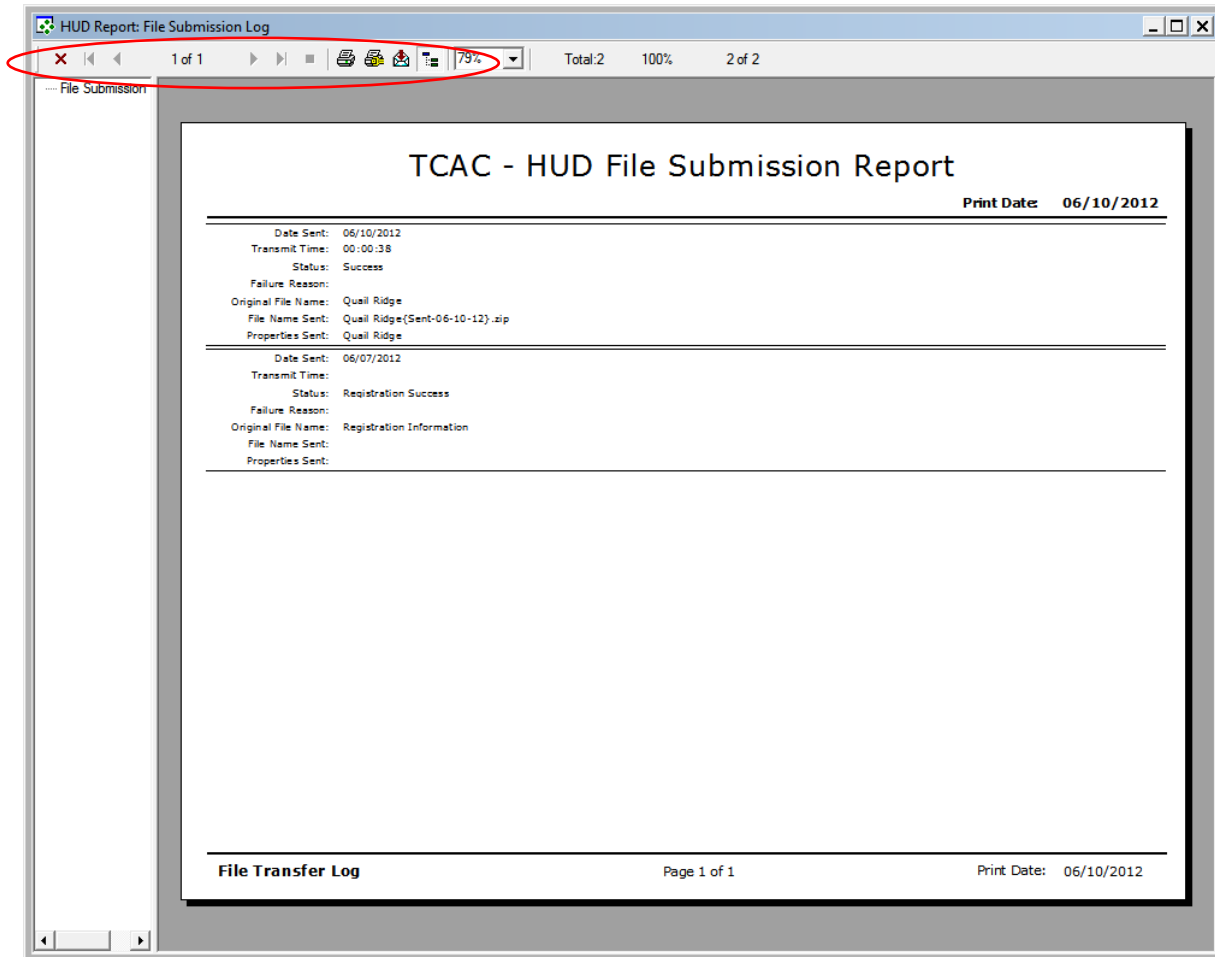 HUD Report: File Submission Log
1 of 1 79% Total:2 100% 2 of 2
File Submission
TCAC - HUD File Submission Report
Print Date: 06/10/2012
Date Sent: 06/10/2012
Transmit Time: 00:00:38
Status: Success
Failure Reason:
Original File Name: Quail Ridge
File Name Sent: Quail Ridge{Sent-06-10-12}.zip
Properties Sent: Quail Ridge
Date Sent: 06/07/2012
Transmit Time:
Status: Registration Success
Failure Reason:
Original File Name: Registration Information
File Name Sent:
Properties Sent:
File Transfer Log Page 1 of 1 Print Date: 06/10/2012